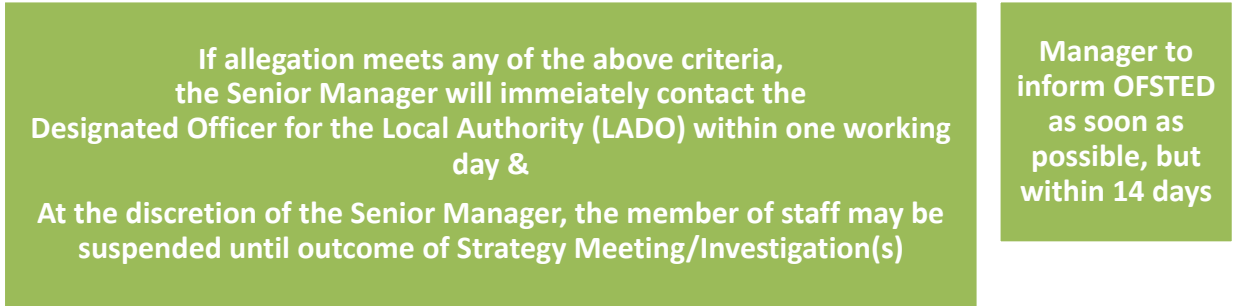 If allegation meets any of the above criteria,
the Senior Manager will immeiately contact the
Designated Officer for the Local Authority (LADO) within one working
day &
At the discretion of the Senior Manager, the member of staff may be
suspended until outcome of Strategy Meeting/Investigation(s)
Manager to
inform OFSTED
as soon as
possible, but
within 14 days